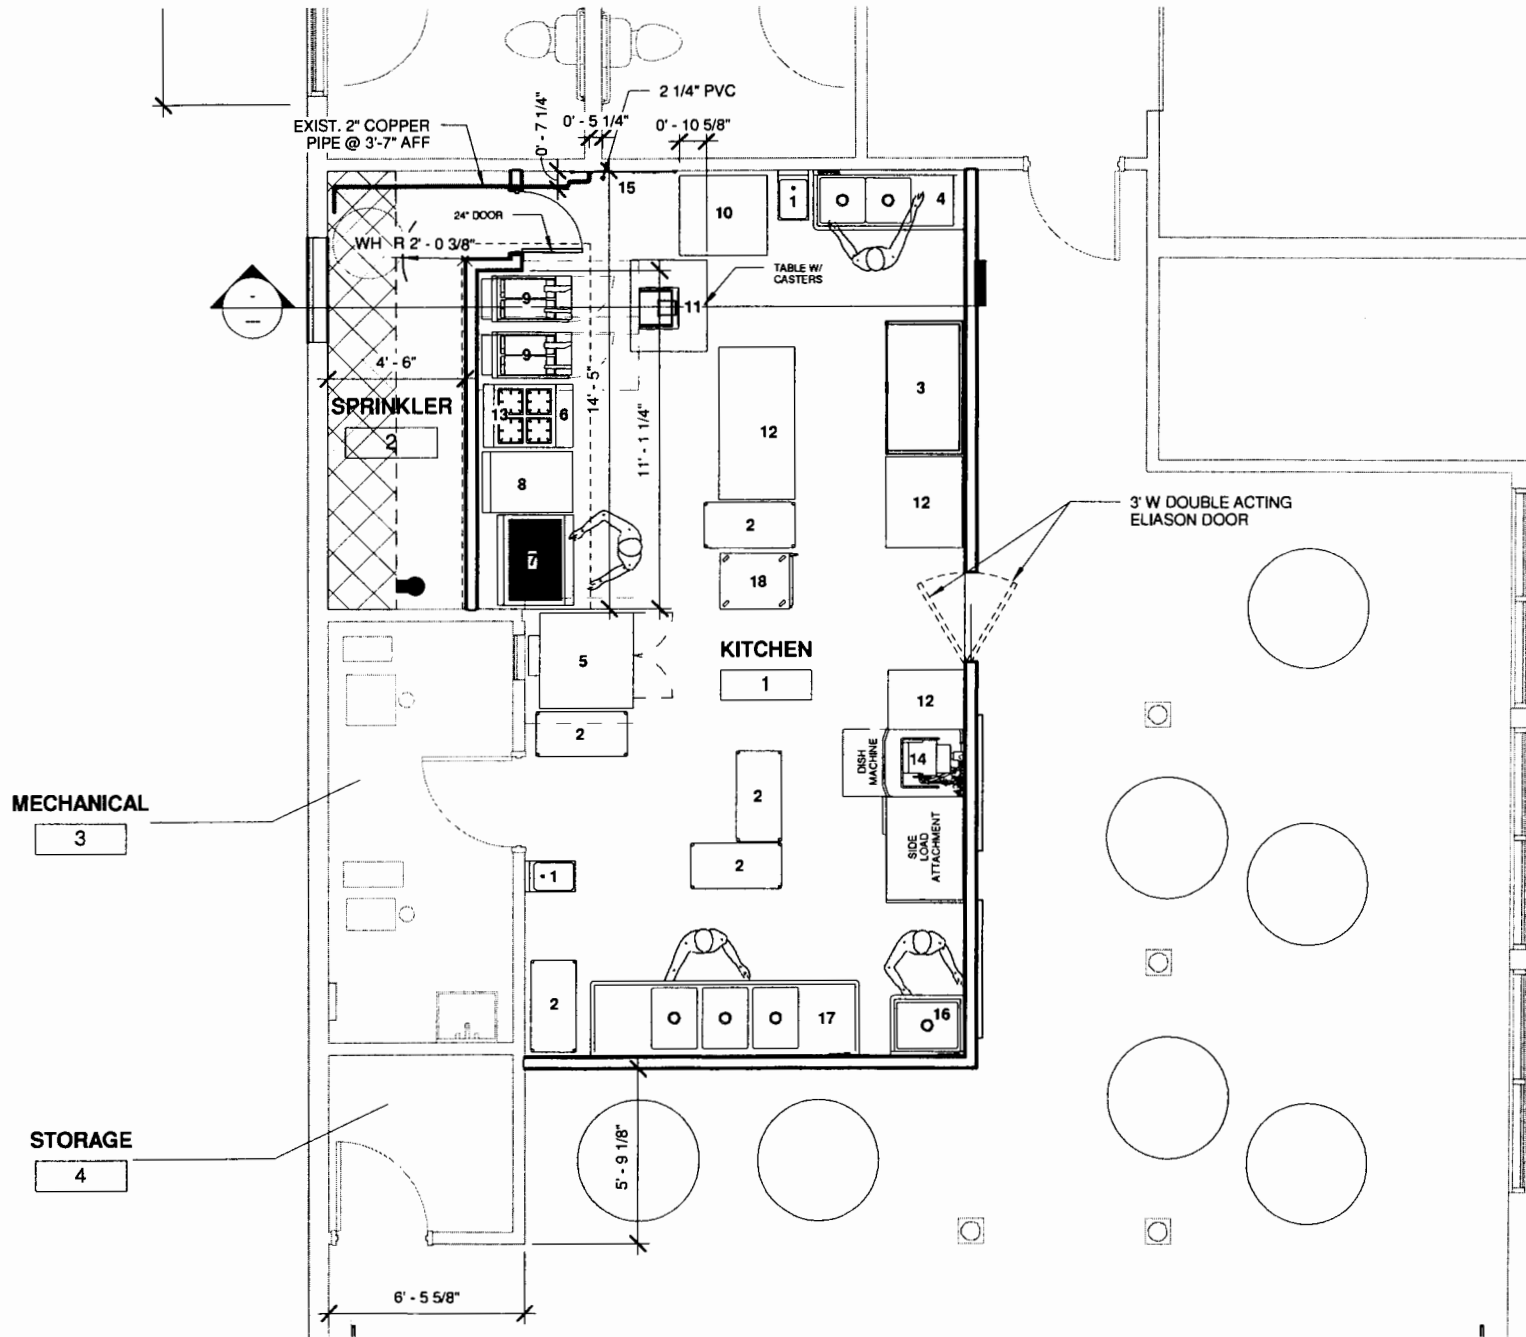 2 1/4" PVC
EXIST. 2" COPPER
PIPE @ 3'-7" AFF
0' - 7 1/4"
0' - 5 1/4"
0' - 10 5/8"
15
10
1
4
24" DOOR
WH
R
2' - 0 3/8"
TABLE W/
CASTERS
9
11
-
---
9
4' - 6"
14' - 5"
3
SPRINKLER
2
13
6
11' - 1 1/4"
12
8
12
2
3' W DOUBLE ACTING
ELIASON DOOR
7
18
KITCHEN
1
5
12
2
DISH
MACHINE
14
MECHANICAL
3
2
2
SIDE
LOAD
ATTACHMENT
1
2
17
16
STORAGE
4
5' - 9 1/8"
6' - 5 5/8"